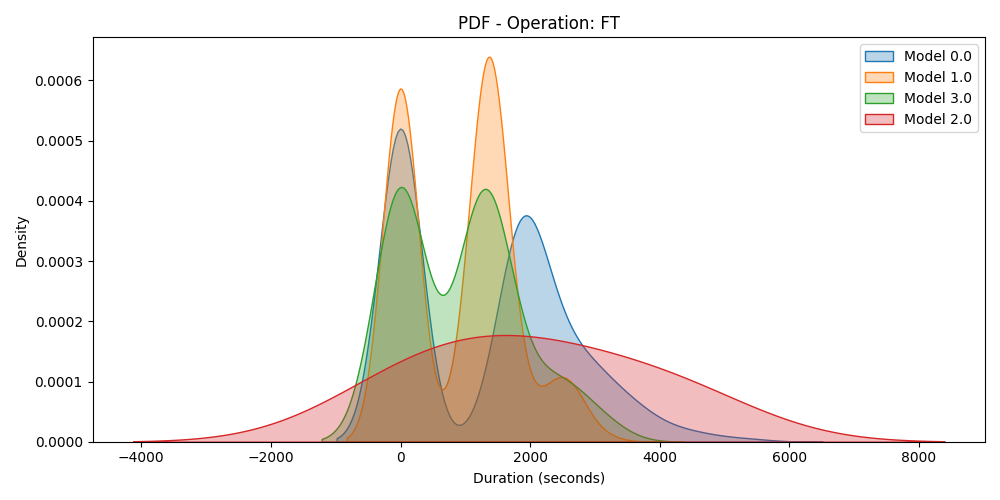 PDF - Operation: FT
Model 0.0
Model 1.0
Model 3.0
Model 2.0
Density
0.0006
0.0005
0.0004
0.0003
0.0002
0.0001
0.0000
−4000
−2000
0
2000
4000
6000
8000
Duration (seconds)